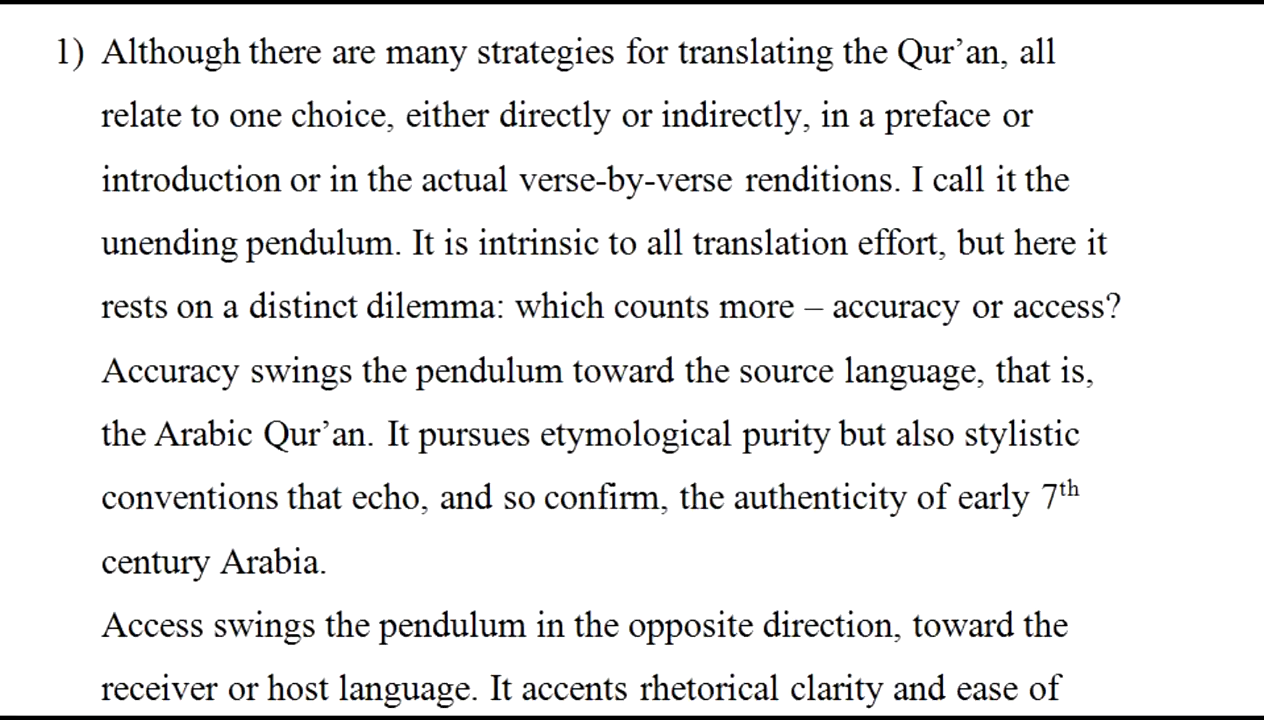 1) Although there are many strategies for translating the Qur’an, all
relate to one choice, either directly or indirectly, in a preface or
introduction or in the actual verse-by-verse renditions. I call it the
unending pendulum. It is intrinsic to all translation effort, but here it
rests on a distinct dilemma: which counts more – accuracy or access?
Accuracy swings the pendulum toward the source language, that is,
the Arabic Qur’an. It pursues etymological purity but also stylistic
conventions that echo, and so confirm, the authenticity of early 7th
century Arabia.
Access swings the pendulum in the opposite direction, toward the
receiver or host language. It accents rhetorical clarity and ease of